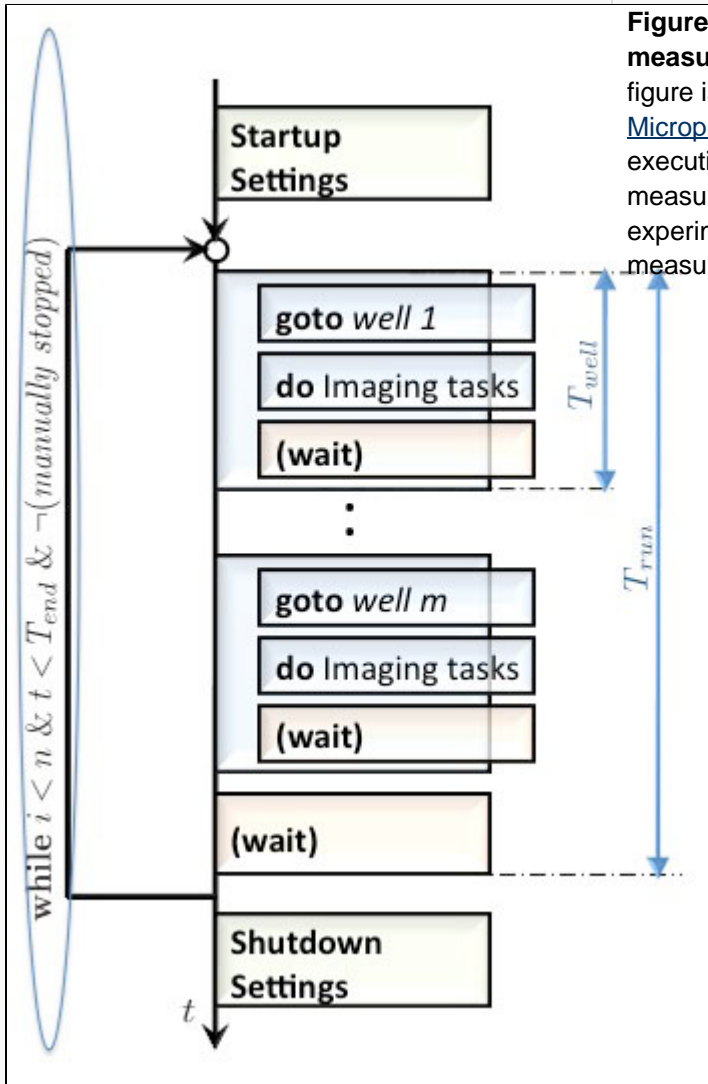 Figure
measu
figure i
Microp
executi
measu
experir
measu
Startup
Settings
goto well 1
do Imaging tasks
(wait)
T_well
⋮
goto well m
do Imaging tasks
(wait)
T_run
(wait)
while i < n & t < T_end & ¬(manually stopped)
Shutdown
Settings
t